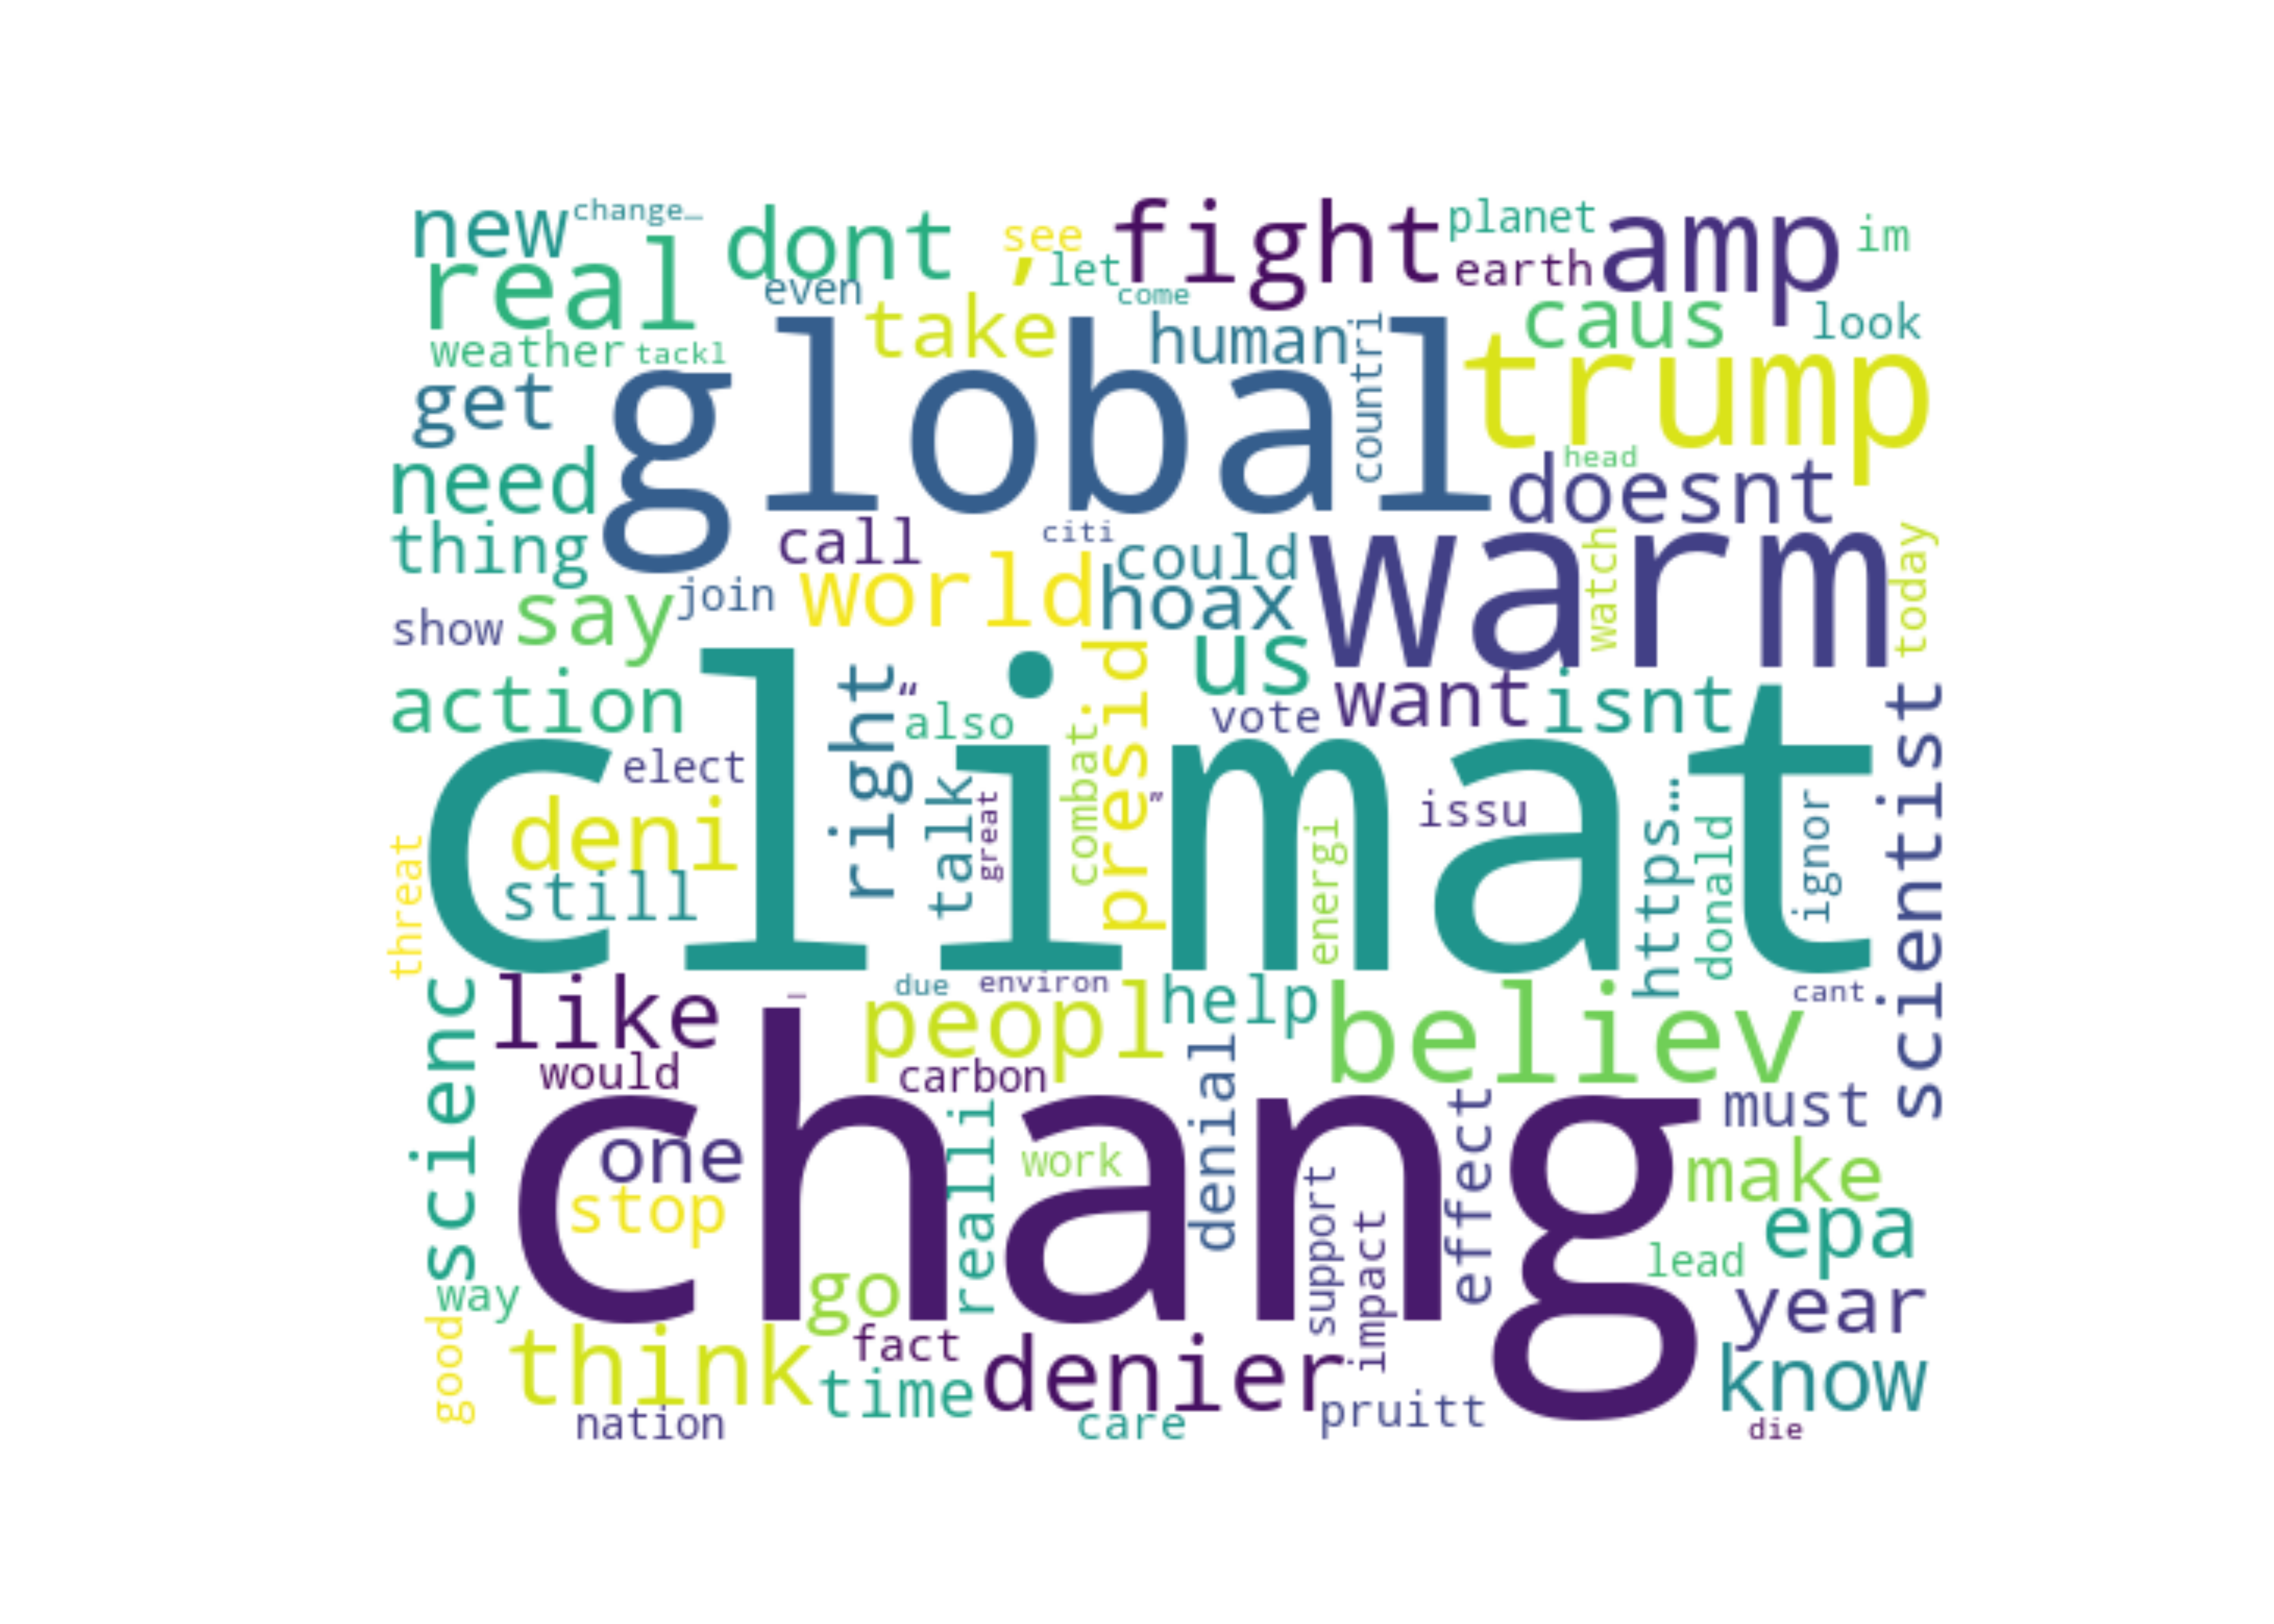 new
change…
dont
see
,
let
fight
planet
earth
amp
im
real
even
come
take
human
countri
caus
look
weather
tackl
trump
get
global
head
need
doesnt
thing
call
citi
could
warm
watch
today
join
world
hoax
show
say
us
action
right
“
also
presid
vote
want
isnt
scientist
climat
elect
deni
talk
great
combat
”
issu
energi
https…
donald
ignor
still
threat
scienc
like
–
due
environ
help
believ
cant
peopl
would
carbon
denial
must
chang
one
stop
realli
work
effect
make
support
impact
epa
lead
way
go
year
good
think
fact
time
denier
know
nation
care
pruitt
die